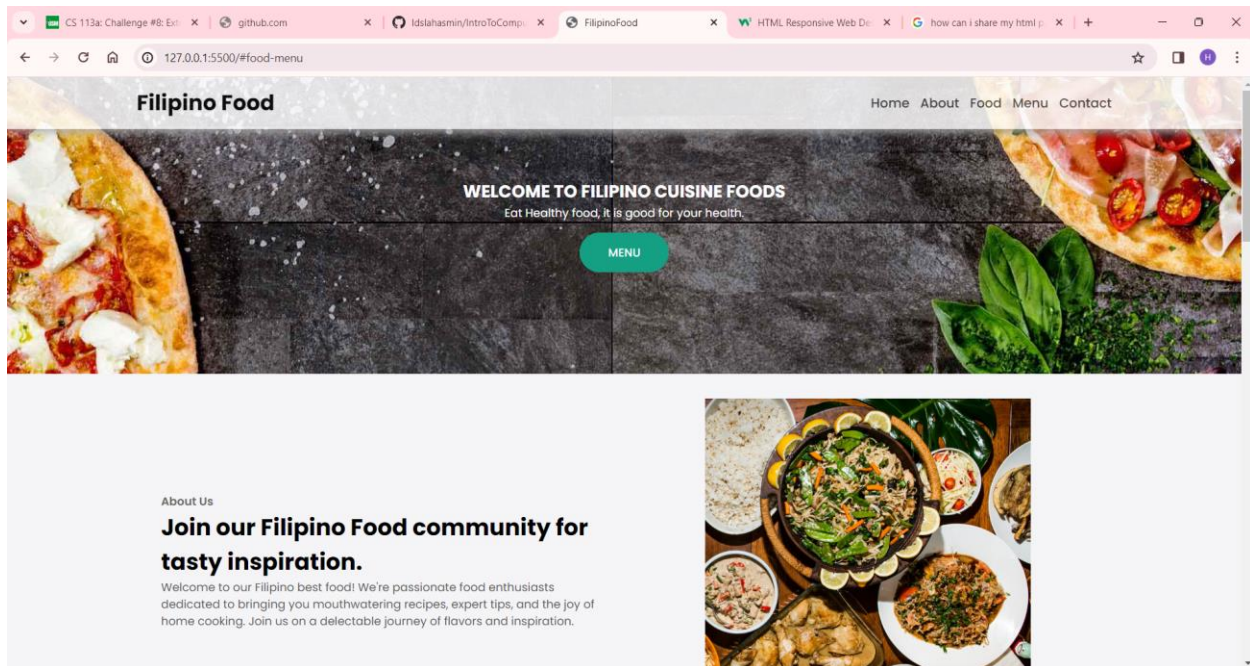 CS 113a: Challenge #8: Ext
github.com
ldslahasmin/IntroToCompu
FilipinoFood
HTML Responsive Web De
how can i share my html p
127.0.0.1:5500/#food-menu
H
Filipino Food
Home About Food Menu Contact
WELCOME TO FILIPINO CUISINE FOODS
Eat Healthy food, it is good for your health.
MENU
About Us
Join our Filipino Food community for
tasty inspiration.
Welcome to our Filipino best food! We're passionate food enthusiasts
dedicated to bringing you mouthwatering recipes, expert tips, and the joy of
home cooking. Join us on a delectable journey of flavors and inspiration.